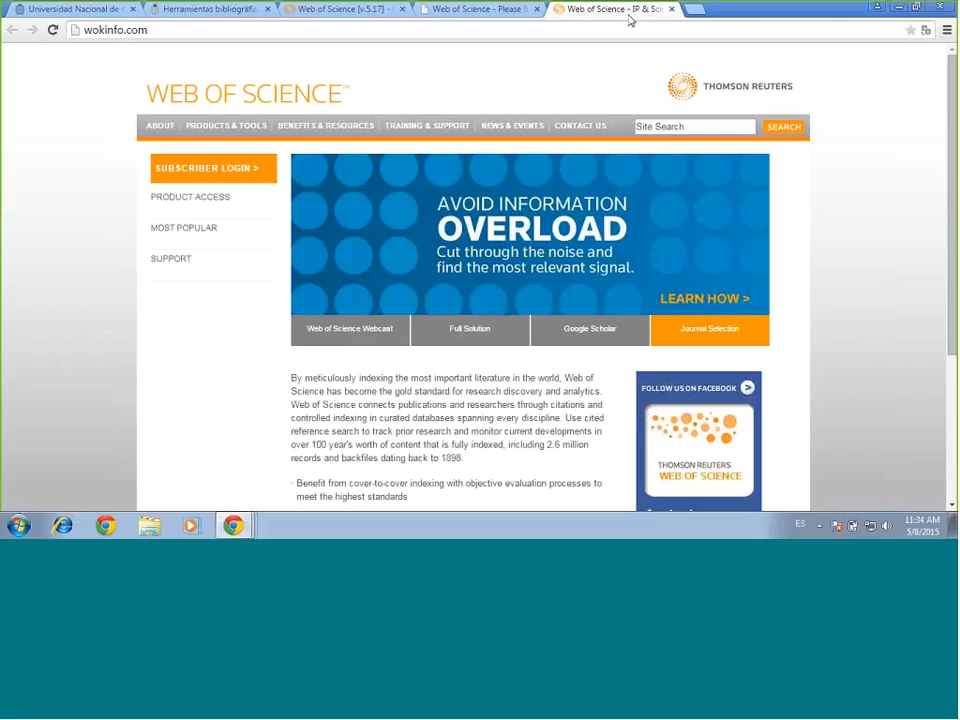 Universidad Nacional de
Herramientas bibliográfic
Web of Science [v.5.17] -
Web of Science - Please S
Web of Science - IP & Sci
wokinfo.com
WEB OF SCIENCE™
THOMSON REUTERS
ABOUT PRODUCTS & TOOLS BENEFITS & RESOURCES TRAINING & SUPPORT NEWS & EVENTS CONTACT US
Site Search
SEARCH
SUBSCRIBER LOGIN >
PRODUCT ACCESS
MOST POPULAR
SUPPORT
AVOID INFORMATION
OVERLOAD
Cut through the noise and
find the most relevant signal.
LEARN HOW >
Web of Science Webcast
Full Solution
Google Scholar
Journal Selection
By meticulously indexing the most important literature in the world, Web of
Science has become the gold standard for research discovery and analytics.
Web of Science connects publications and researchers through citations and
controlled indexing in curated databases spanning every discipline. Use cited
reference search to track prior research and monitor current developments in
over 100 year's worth of content that is fully indexed, including 2.6 million
records and backfiles dating back to 1898.
· Benefit from cover-to-cover indexing with objective evaluation processes to
meet the highest standards
FOLLOW US ON FACEBOOK >
THOMSON REUTERS
WEB OF SCIENCE
ES
11:34 AM
5/8/2015